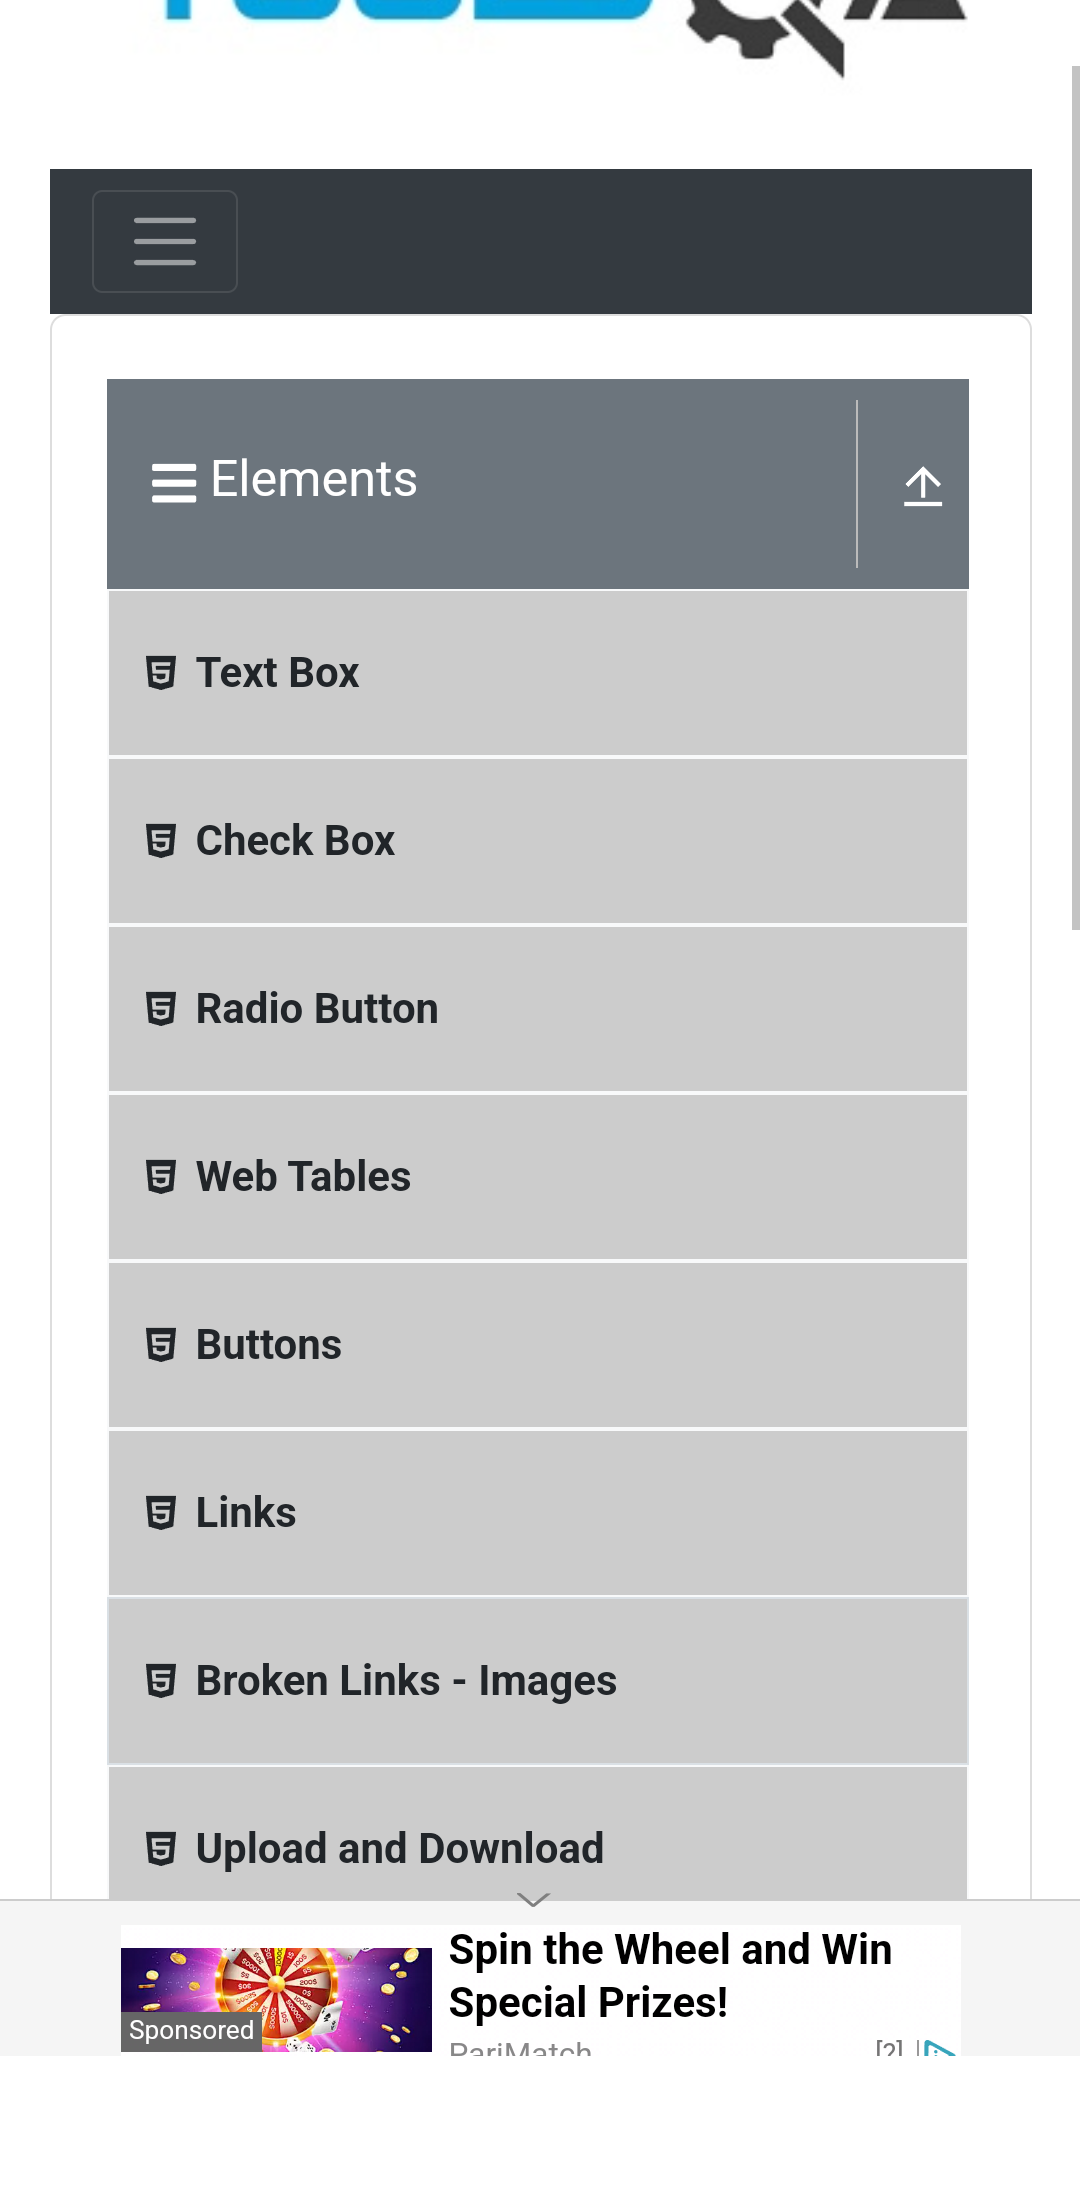 Elements
Text Box
Check Box
Radio Button
Web Tables
Buttons
Links
Broken Links - Images
Upload and Download
Spin the Wheel and Win
Special Prizes!
Sponsored
PariMatch
[?]